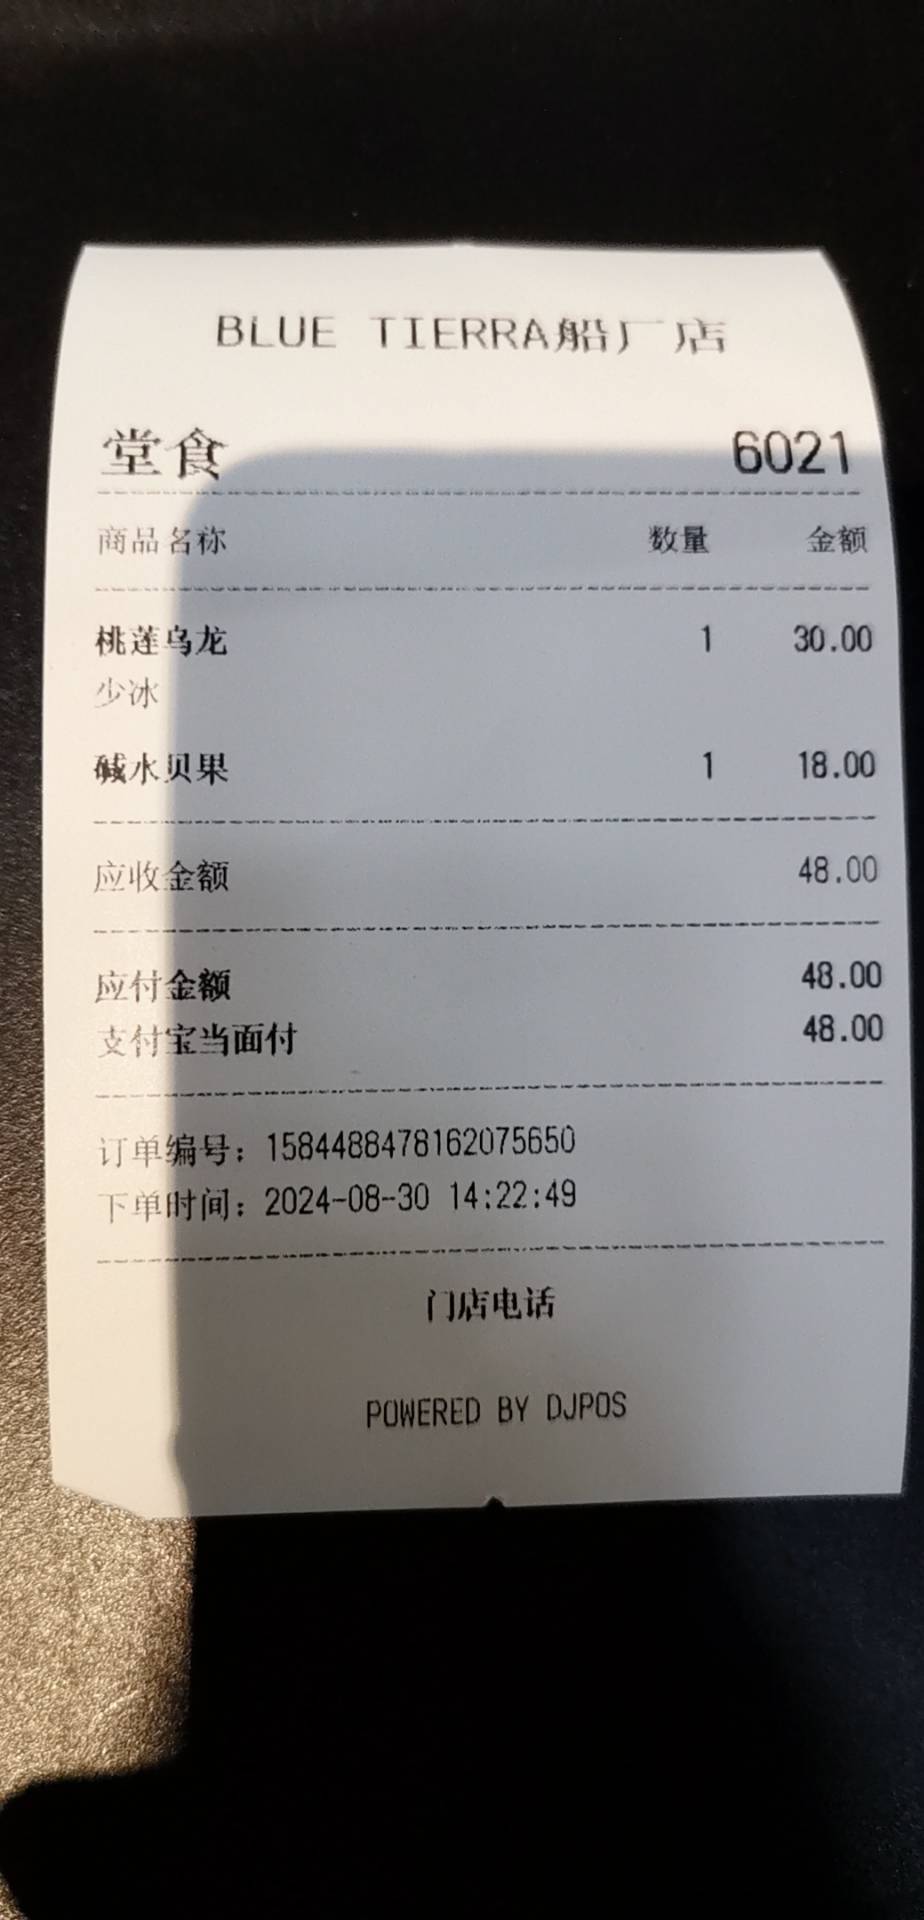 BLUE TIERRA船厂店
堂食 6021
商品名称 数量 金额
桃莲乌龙 1 30.00
少冰
碱水贝果 1 18.00
应收金额 48.00
应付金额 48.00
支付宝当面付 48.00
订单编号：1584488478162075650
下单时间：2024-08-30 14:22:49
门店电话
POWERED BY DJPOS